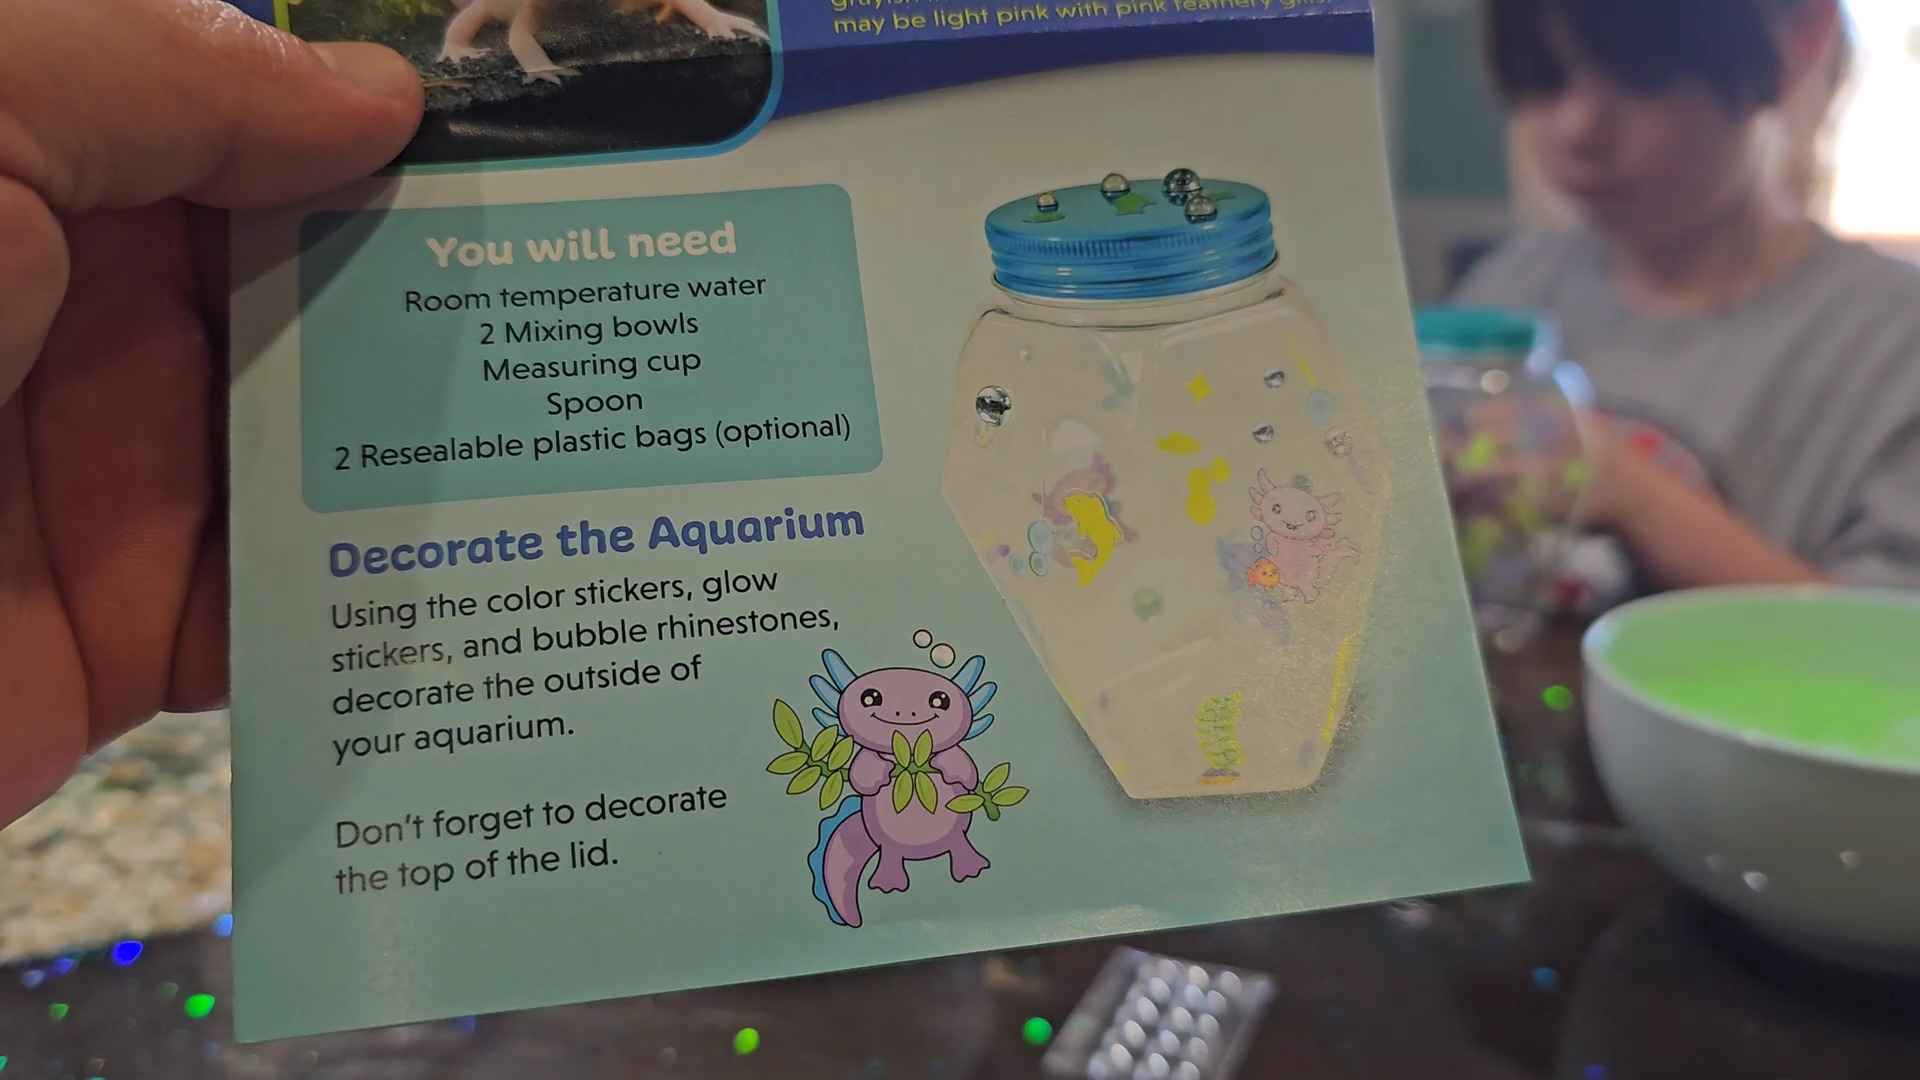 may be light pink with pink feathery gills.
You will need
Room temperature water
2 Mixing bowls
Measuring cup
Spoon
2 Resealable plastic bags (optional)
Decorate the Aquarium
Using the color stickers, glow
stickers, and bubble rhinestones,
decorate the outside of
your aquarium.
Don't forget to decorate
the top of the lid.